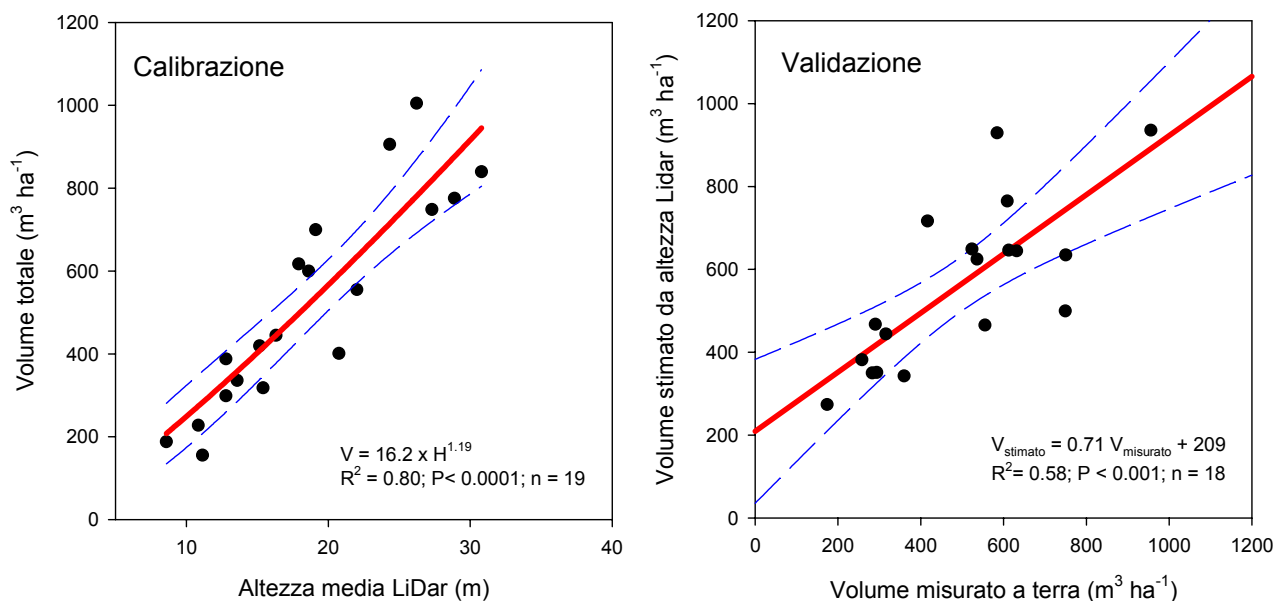 Calibrazione
Volume totale (m³ ha⁻¹)
1200
1000
800
600
400
200
0
V = 16.2 x H¹·¹⁹
R² = 0.80; P< 0.0001; n = 19
10 20 30 40
Altezza media LiDar (m)
Validazione
Volume stimato da altezza Lidar (m³ ha⁻¹)
1200
1000
800
600
400
200
0
Vstimato = 0.71 Vmisurato + 209
R²= 0.58; P < 0.001, n = 18
0 200 400 600 800 1000 1200
Volume misurato a terra (m³ ha⁻¹)